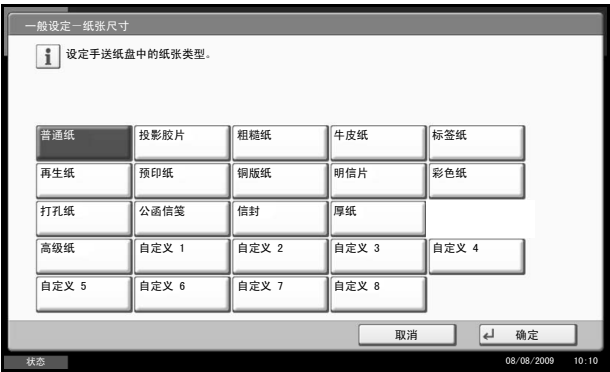 一般设定－纸张尺寸
设定手送纸盘中的纸张类型。
普通纸 投影胶片 粗糙纸 牛皮纸 标签纸
再生纸 预印纸 铜版纸 明信片 彩色纸
打孔纸 公函信笺 信封 厚纸
高级纸 自定义 1 自定义 2 自定义 3 自定义 4
自定义 5 自定义 6 自定义 7 自定义 8
取消 确定
状态 08/08/2009 10:10